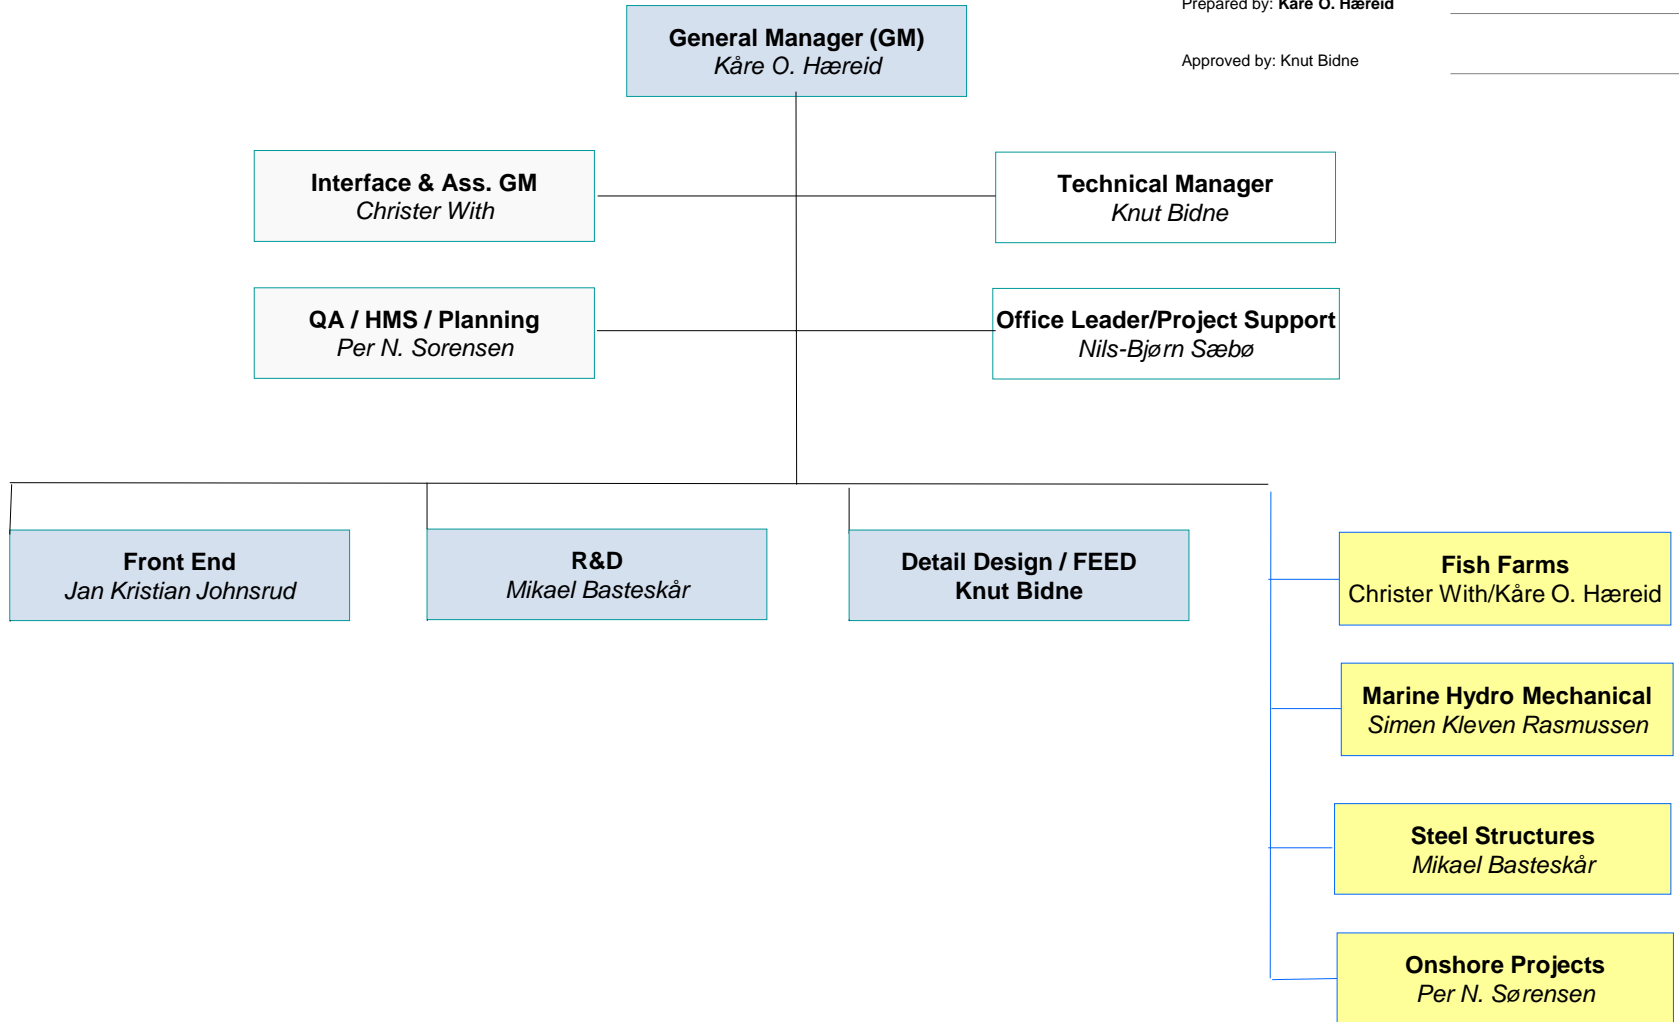 Prepared by: Kåre O. Hæreid
Approved by: Knut Bidne
General Manager (GM)
Kåre O. Hæreid
Interface & Ass. GM
Christer With
Technical Manager
Knut Bidne
QA / HMS / Planning
Per N. Sorensen
Office Leader/Project Support
Nils-Bjørn Sæbø
Front End
Jan Kristian Johnsrud
R&D
Mikael Basteskår
Detail Design / FEED
Knut Bidne
Fish Farms
Christer With/Kåre O. Hæreid
Marine Hydro Mechanical
Simen Kleven Rasmussen
Steel Structures
Mikael Basteskår
Onshore Projects
Per N. Sørensen